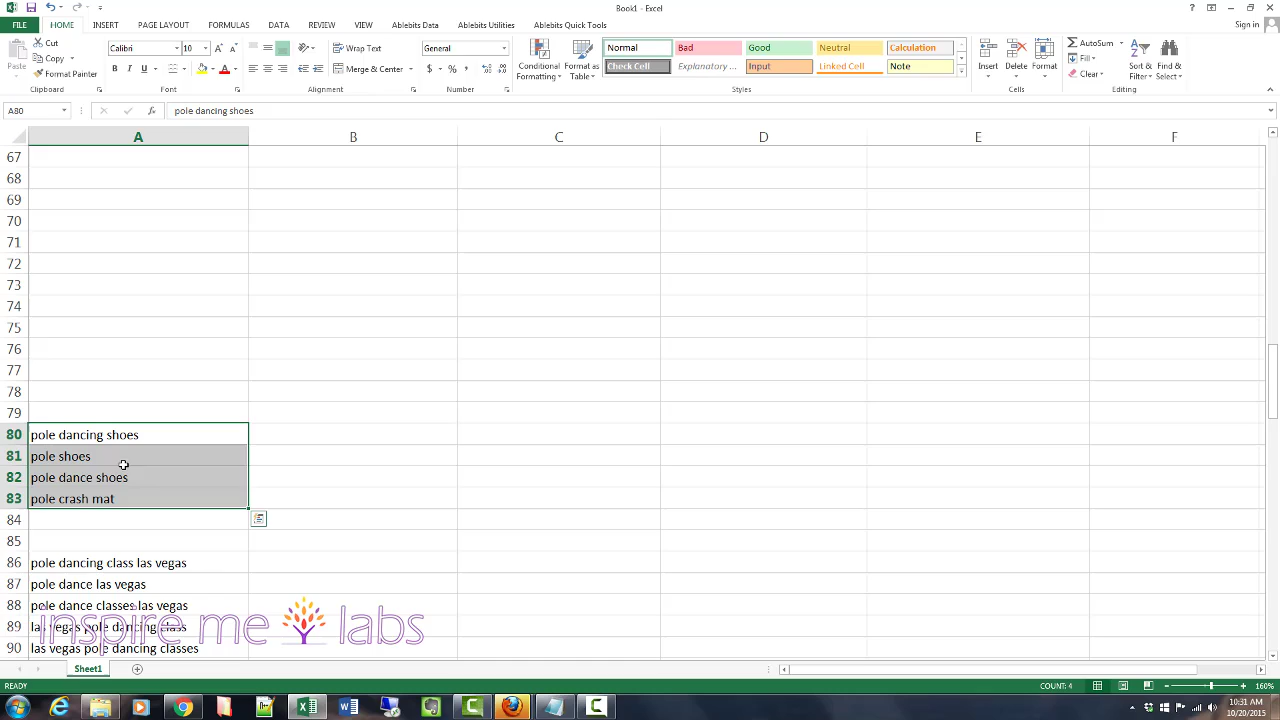 Book1 - Excel
Sign in
FILE HOME INSERT PAGE LAYOUT FORMULAS DATA REVIEW VIEW Ablebits Data Ablebits Utilities Ablebits Quick Tools
Paste
Cut
Copy
Format Painter
Clipboard
Calibri 10
B I U
Font
Wrap Text
Merge & Center
Alignment
General
Number
Conditional Formatting
Format as Table
Normal Bad Good Neutral Calculation
Check Cell Explanatory ... Input Linked Cell Note
Styles
Insert Delete Format
Cells
AutoSum
Fill
Clear
Sort & Filter
Find & Select
Editing
A80 fx pole dancing shoes
A B C D E F
67
68
69
70
71
72
73
74
75
76
77
78
79
80 pole dancing shoes
81 pole shoes
82 pole dance shoes
83 pole crash mat
84
85
86 pole dancing class las vegas
87 pole dance las vegas
88 pole dance classes las vegas
89 las vegas pole dancing class
90 las vegas pole dancing classes
inspire me labs
Sheet1
READY COUNT: 4 160%
10:31 AM
10/20/2015